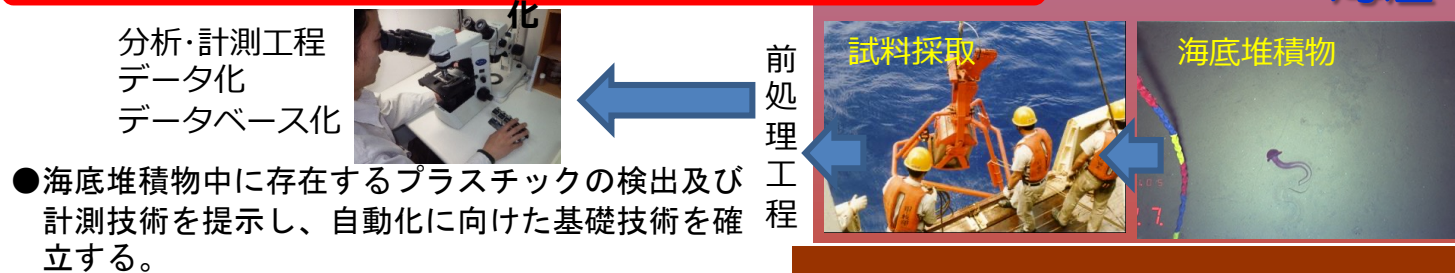 化
分析･計測工程
データ化
データベース化
前処理工程
試料採取
海底堆積物
●海底堆積物中に存在するプラスチックの検出及び
計測技術を提示し、自動化に向けた基礎技術を確
立する。